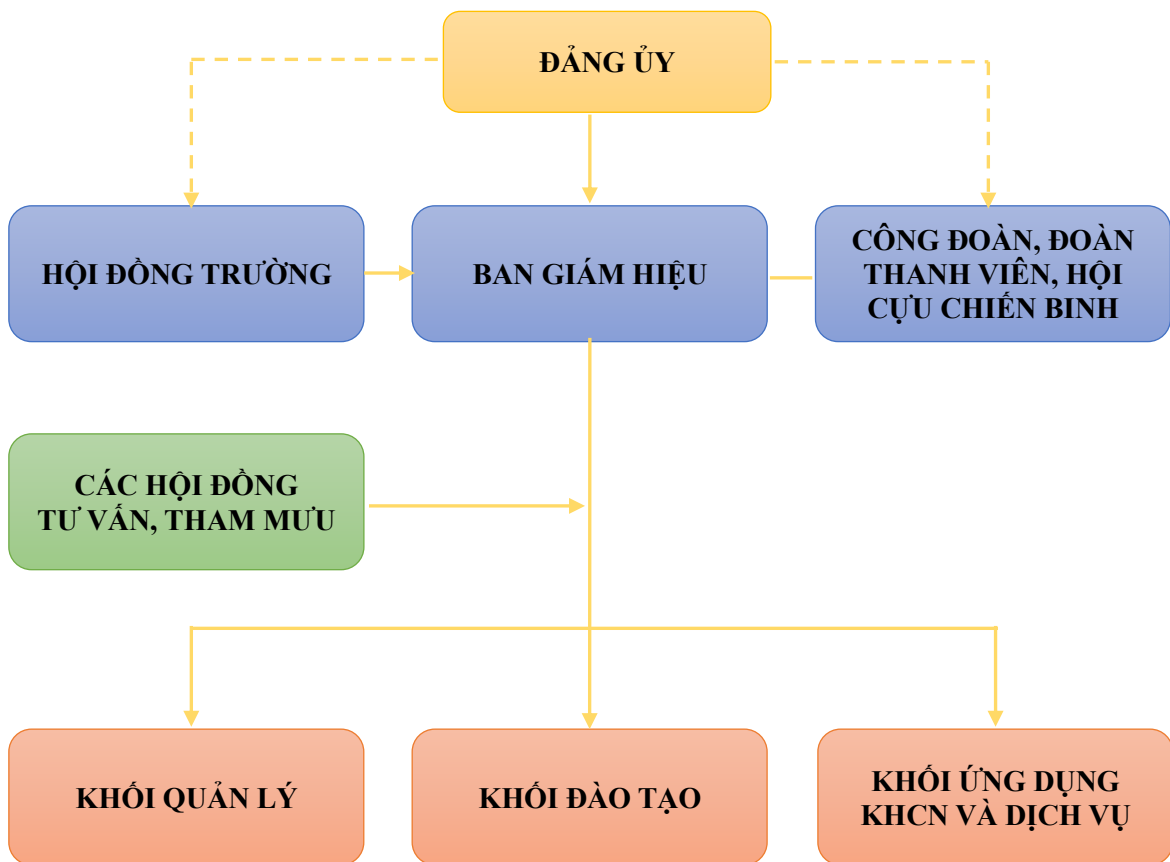 ĐẢNG ỦY
HỘI ĐỒNG TRƯỜNG
BAN GIÁM HIỆU
CÔNG ĐOÀN, ĐOÀN
THANH VIÊN, HỘI
CỰU CHIẾN BINH
CÁC HỘI ĐỒNG
TƯ VẤN, THAM MƯU
KHỐI QUẢN LÝ
KHỐI ĐÀO TẠO
KHỐI ỨNG DỤNG
KHCN VÀ DỊCH VỤ